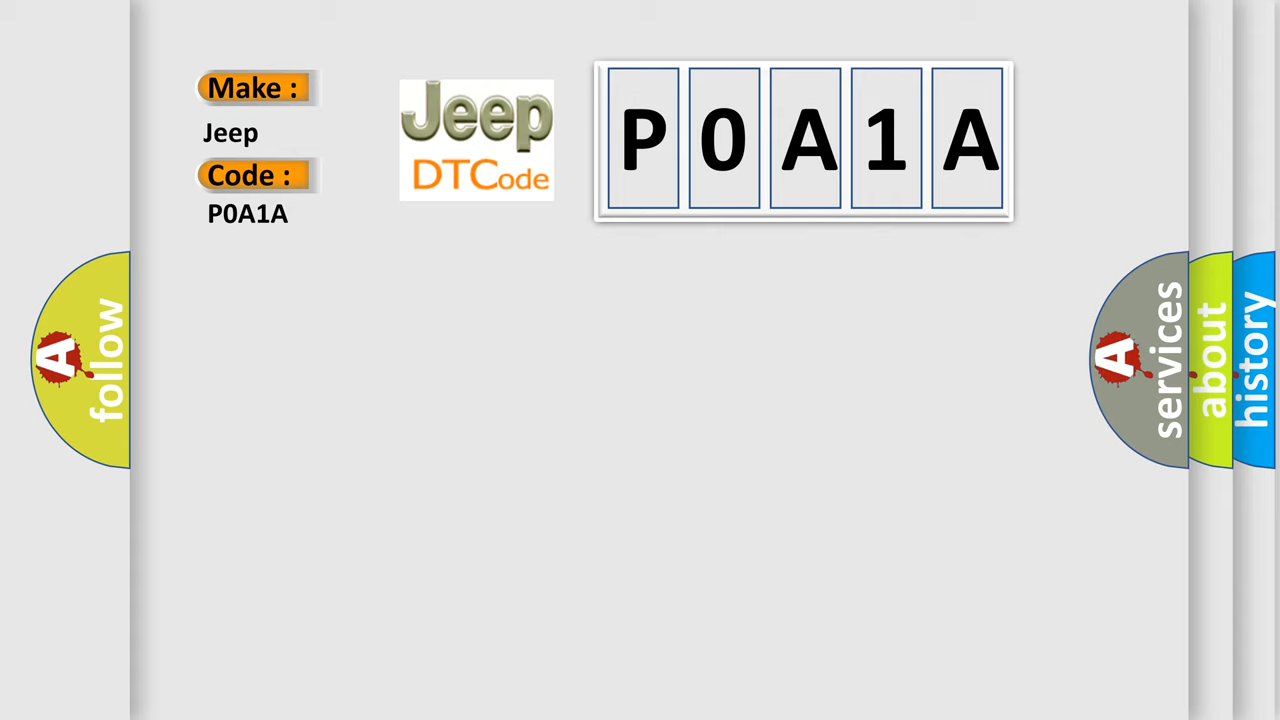 Make :
Jeep
Code :
P0A1A
Jeep
DTCode
P 0 A 1 A
A follow
A services
about
history